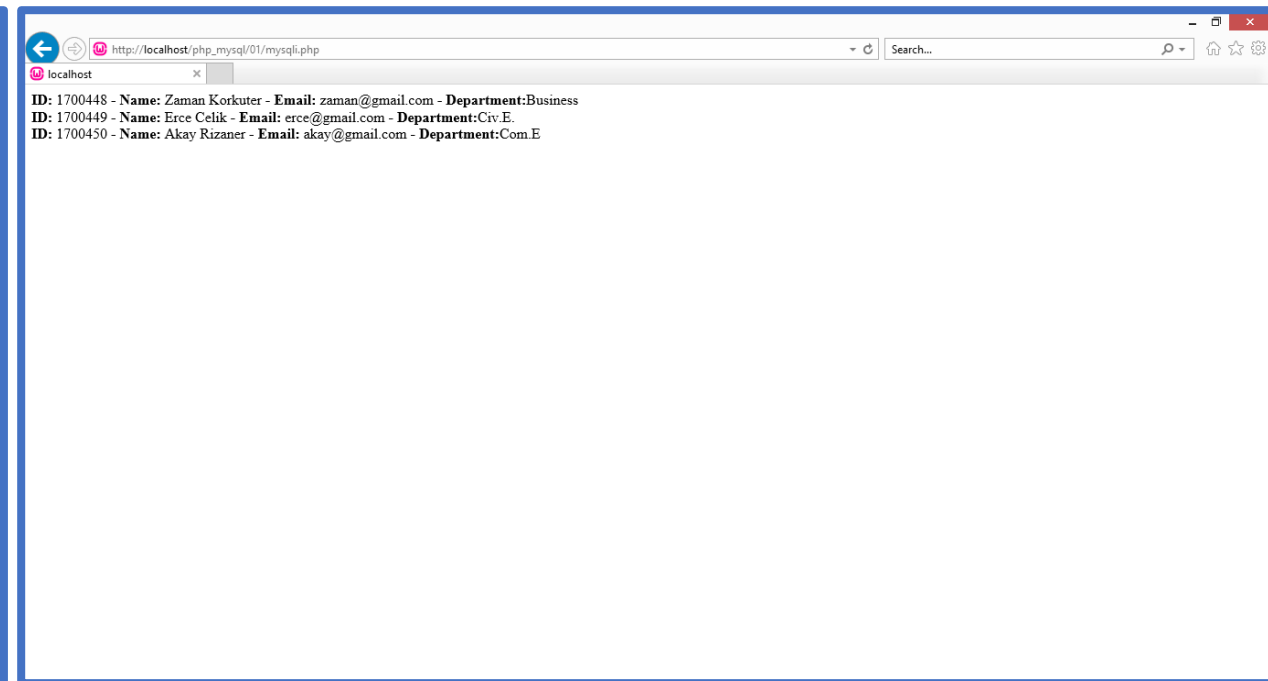 http://localhost/php_mysql/01/mysqli.php
Search...
localhost
ID: 1700448 - Name: Zaman Korkuter - Email: zaman@gmail.com - Department:Business
ID: 1700449 - Name: Erce Celik - Email: erce@gmail.com - Department:Civ.E.
ID: 1700450 - Name: Akay Rizaner - Email: akay@gmail.com - Department:Com.E